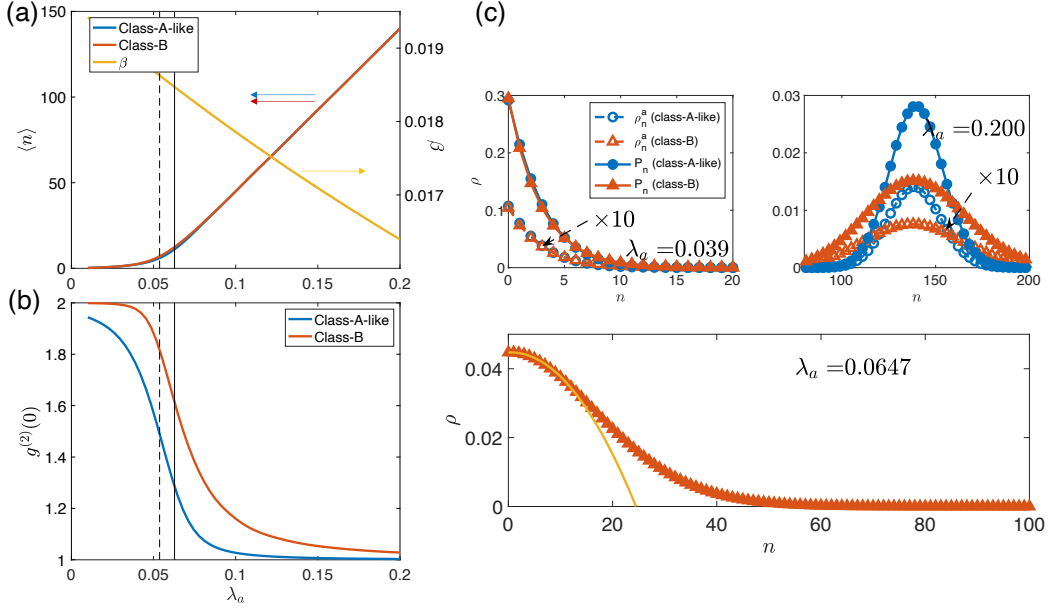 (a)
150
100
50
0
⟨n⟩
Class-A-like
Class-B
β
0.019
0.018
0.017
β
0 0.05 0.1 0.15 0.2
(b)
2
1.8
1.6
1.4
1.2
1
g(2)(0)
Class-A-like
Class-B
0 0.05 0.1 0.15 0.2
λa
(c)
0.3
0.2
0.1
0
ρ
ρna (class-A-like)
ρna (class-B)
Pn (class-A-like)
Pn (class-B)
×10
λa=0.039
0 5 10 15 20
n
0.03
0.02
0.01
0
λa=0.200
×10
100 150 200
n
0.04
0.02
0
ρ
λa=0.0647
0 20 40 60 80 100
n